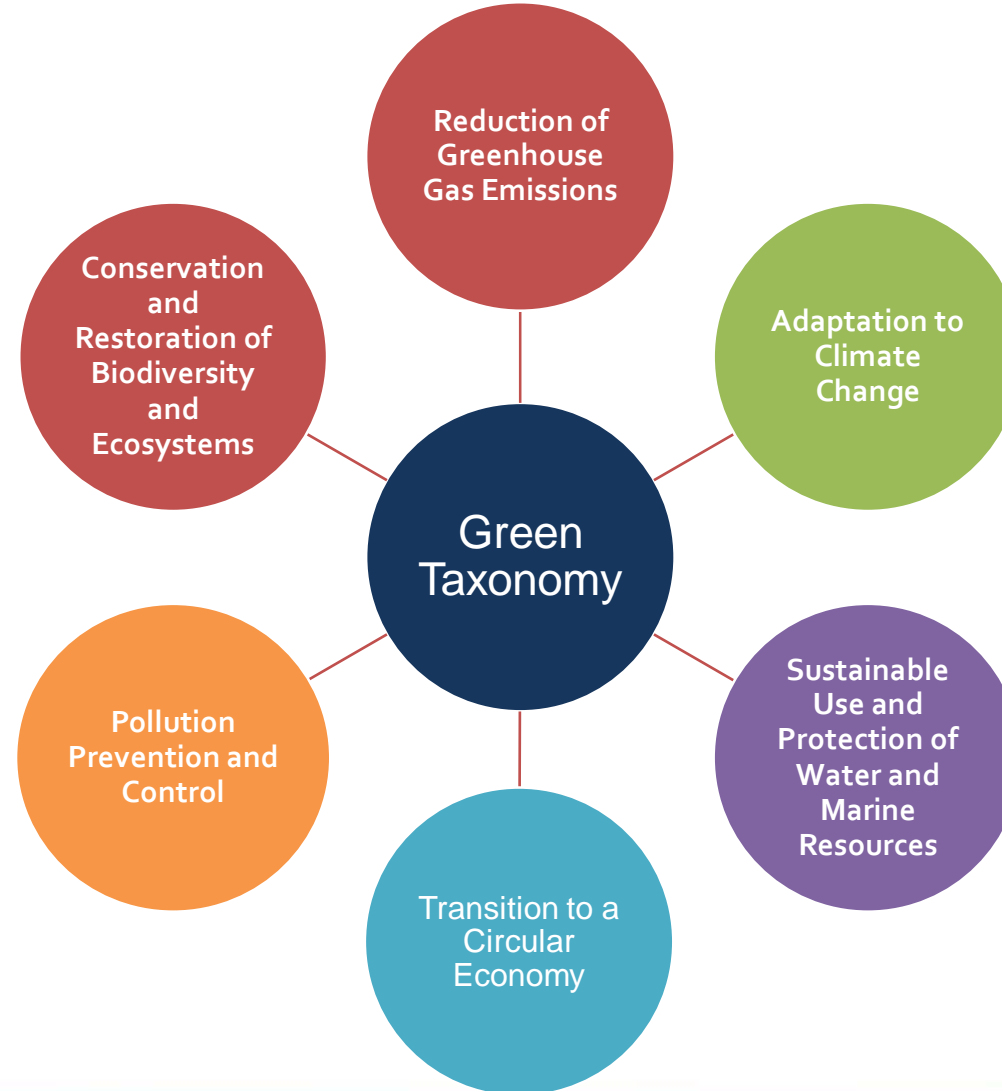 Reduction of
Greenhouse
Gas Emissions
Adaptation to
Climate
Change
Sustainable
Use and
Protection of
Water and
Marine
Resources
Transition to a
Circular
Economy
Pollution
Prevention and
Control
Conservation
and
Restoration of
Biodiversity
and
Ecosystems
Green
Taxonomy